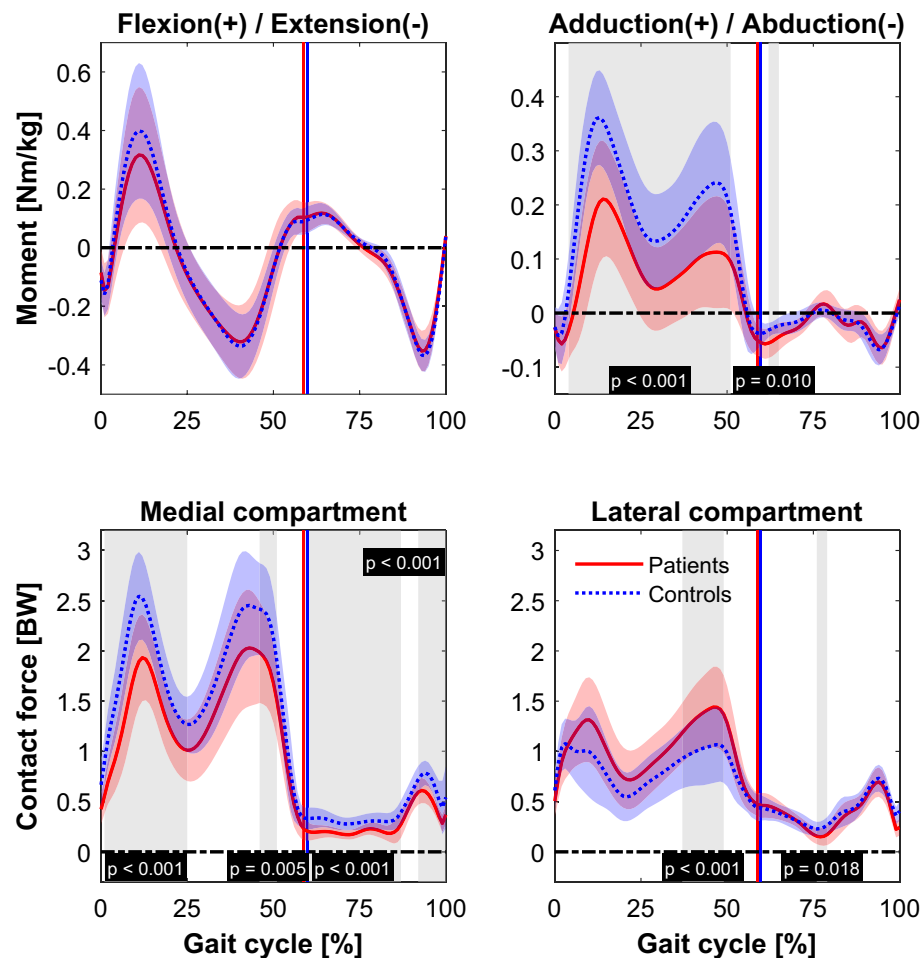 Flexion(+) / Extension(-)
Adduction(+) / Abduction(-)
Moment [Nm/kg]
0.6
0.4
0.2
0
-0.2
-0.4
0.4
0.3
0.2
0.1
0
-0.1
p < 0.001
p = 0.010
0
25
50
75
100
0
25
50
75
100
Medial compartment
Lateral compartment
Contact force [BW]
3
2.5
2
1.5
1
0.5
0
p < 0.001
p < 0.001
p = 0.005
p < 0.001
3
2.5
2
1.5
1
0.5
0
Patients
Controls
p < 0.001
p = 0.018
0
25
50
75
100
0
25
50
75
100
Gait cycle [%]
Gait cycle [%]